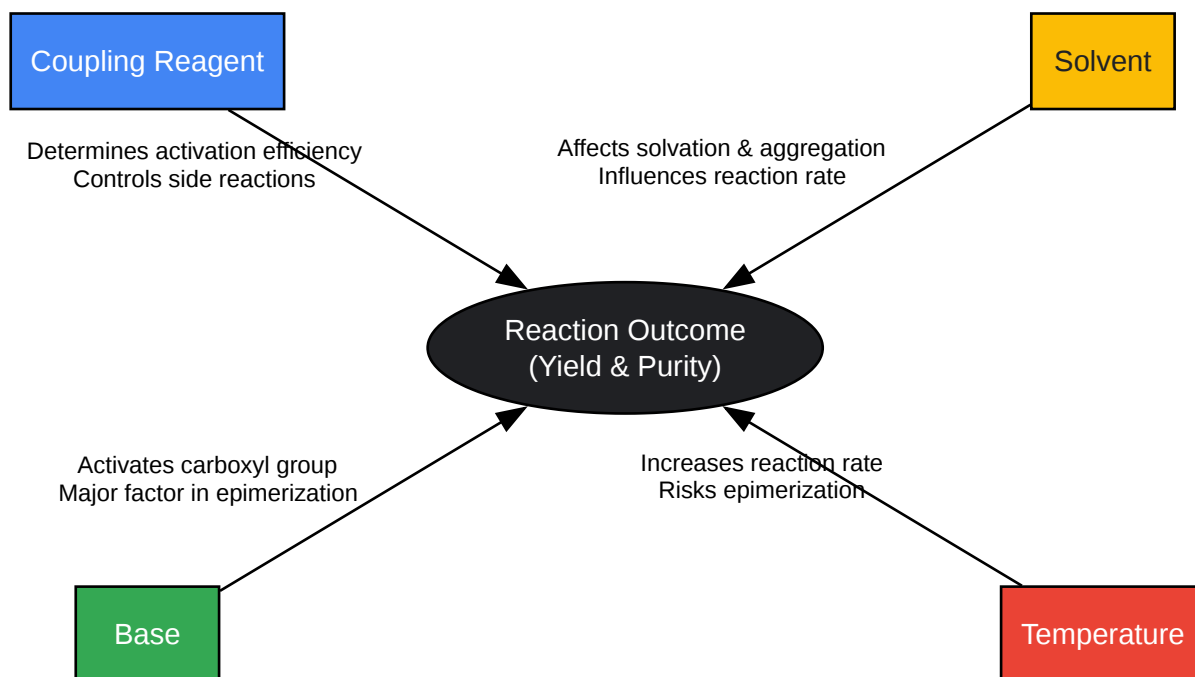 Coupling Reagent
Solvent
Determines activation efficiency
Controls side reactions
Affects solvation & aggregation
Influences reaction rate
Reaction Outcome
(Yield & Purity)
Activates carboxyl group
Major factor in epimerization
Increases reaction rate
Risks epimerization
Base
Temperature